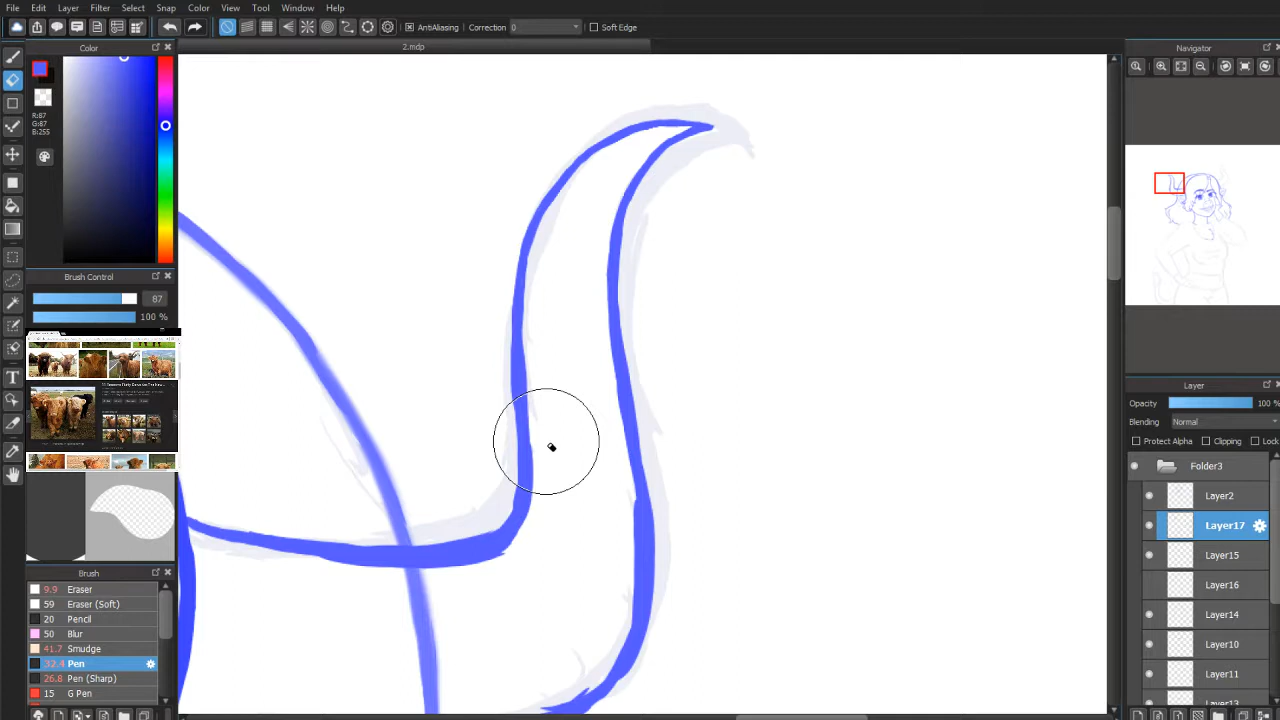 File Edit Layer Filter Select Snap Color View Tool Window Help
AntiAliasing Correction 0 Soft Edge
2.mdp
Color
R:87
G:87
B:255
Brush Control
87
100 %
Brush
9.9 Eraser
59 Eraser (Soft)
20 Pencil
50 Blur
41.7 Smudge
32.4 Pen
26.8 Pen (Sharp)
15 G Pen
Navigator
Layer
Opacity 100 %
Blending Normal
Protect Alpha Clipping Lock
Folder3
Layer2
Layer17
Layer15
Layer16
Layer14
Layer10
Layer11
Layer13